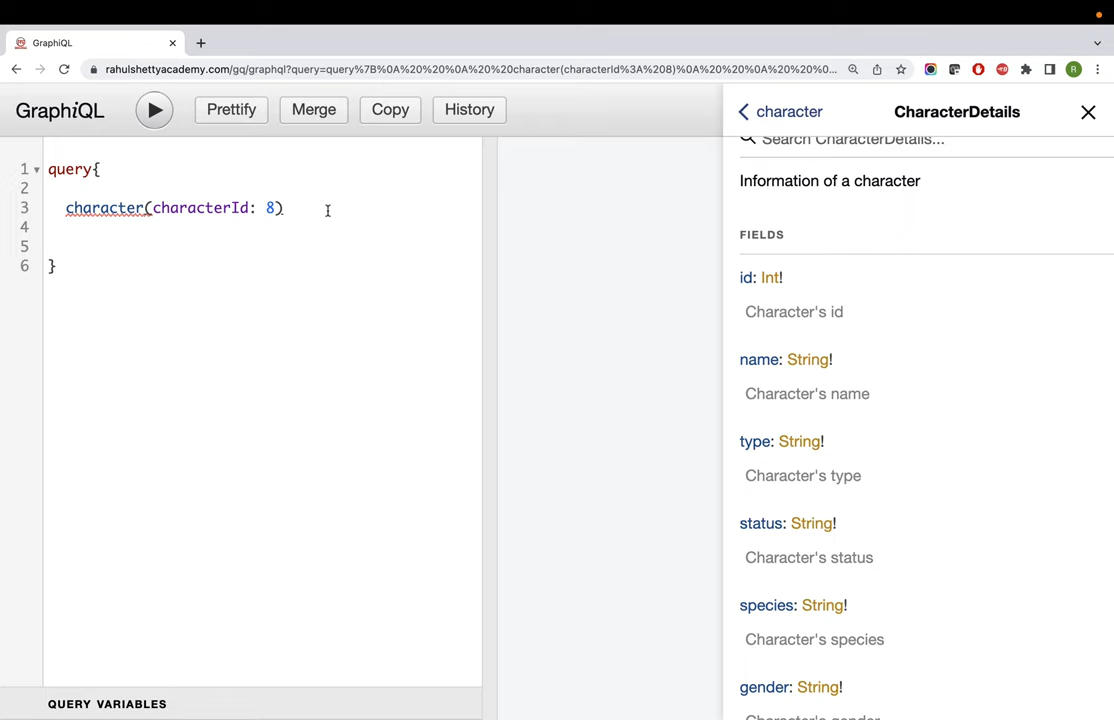 GraphiQL
rahulshettyacademy.com/gq/graphql?query=query%7B%0A%20%20%0A%20%20character(characterId%3A%208)%0A%20%20%0A%20%20%0...
R
GraphiQL
Prettify
Merge
Copy
History
character
CharacterDetails
Search CharacterDetails...
Information of a character
FIELDS
id: Int!
Character's id
name: String!
Character's name
type: String!
Character's type
status: String!
Character's status
species: String!
Character's species
gender: String!
Character's gender
1 query{
2
3 character(characterId: 8)
4
5
6 }
QUERY VARIABLES